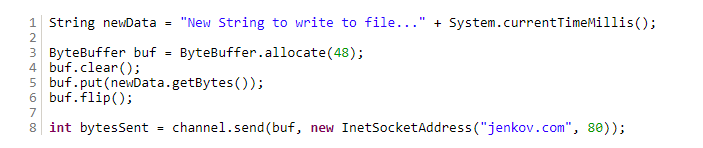 1 String newData = "New String to write to file..." + System.currentTimeMillis();
2
3 ByteBuffer buf = ByteBuffer.allocate(48);
4 buf.clear();
5 buf.put(newData.getBytes());
6 buf.flip();
7
8 int bytesSent = channel.send(buf, new InetSocketAddress("jenkov.com", 80));